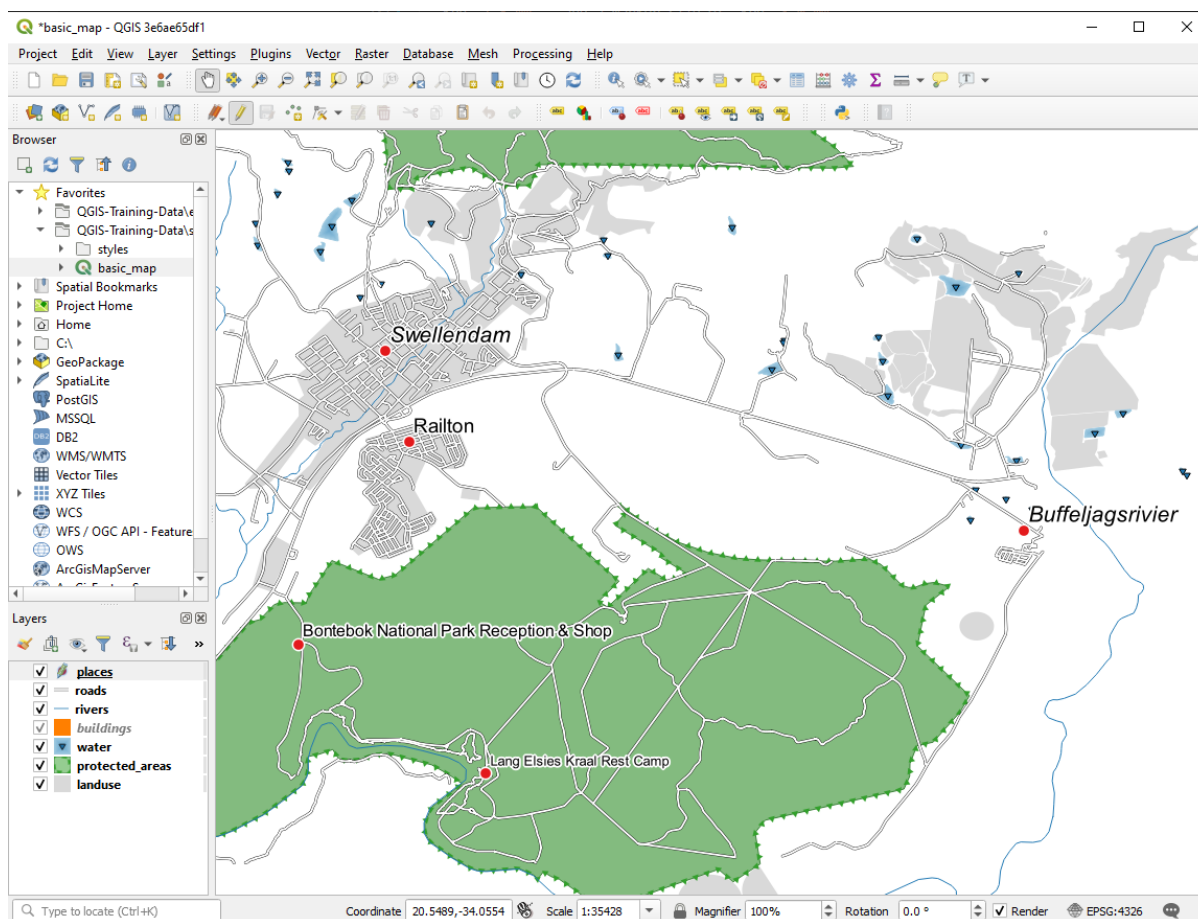 *basic_map - QGIS 3e6ae65df1
Project Edit View Layer Settings Plugins Vector Raster Database Mesh Processing Help
Browser
Favorites
QGIS-Training-Data\e
QGIS-Training-Data\s
styles
basic_map
Spatial Bookmarks
Project Home
Home
C:\
GeoPackage
SpatiaLite
PostGIS
MSSQL
DB2
WMS/WMTS
Vector Tiles
XYZ Tiles
WCS
WFS / OGC API - Feature
OWS
ArcGisMapServer
Layers
places
roads
rivers
buildings
water
protected_areas
landuse
Swellendam
Railton
Buffeljagsrivier
Bontebok National Park Reception & Shop
Lang Elsies Kraal Rest Camp
Type to locate (Ctrl+K) Coordinate 20.5489,-34.0554 Scale 1:35428 Magnifier 100% Rotation 0.0 ° Render EPSG:4326